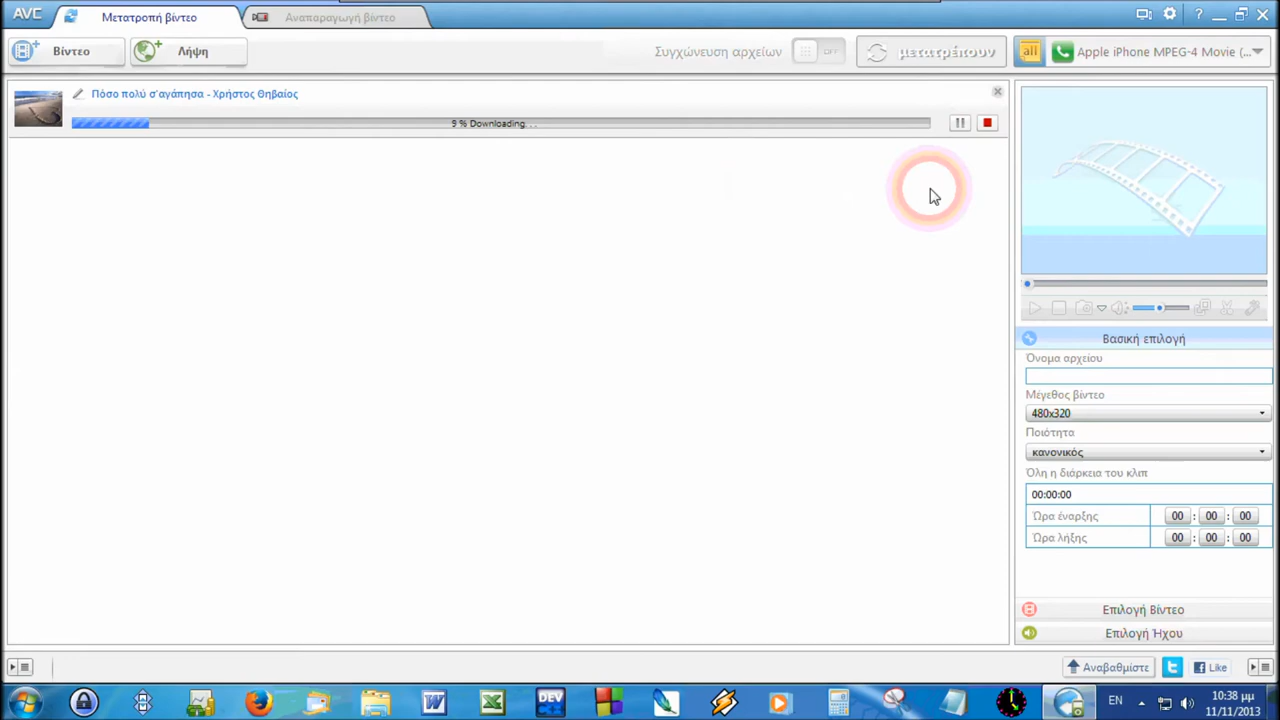 AVC Μετατροπή βίντεο Αναπαραγωγή βίντεο ?
Βίντεο Λήψη Συγχώνευση αρχείων OFF μετατρέπουν all Apple iPhone MPEG-4 Movie (...
Πόσο πολύ σ'αγάπησα - Χρήστος Θηβαίος
9 % Downloading. . .
Βασική επιλογή
Όνομα αρχείου
Μέγεθος βίντεο
480x320
Ποιότητα
κανονικός
Όλη η διάρκεια του κλιπ
00:00:00
Ώρα έναρξης 00 : 00 : 00
Ώρα λήξης 00 : 00 : 00
Επιλογή Βίντεο
Επιλογή Ήχου
Αναβαθμίστε Like
DEV EN 10:38 μμ
11/11/2013